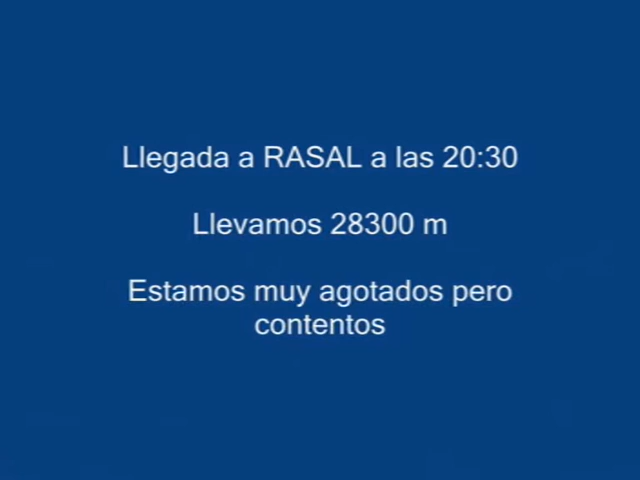 Llegada a RASAL a las 20:30
Llevamos 28300 m
Estamos muy agotados pero
contentos